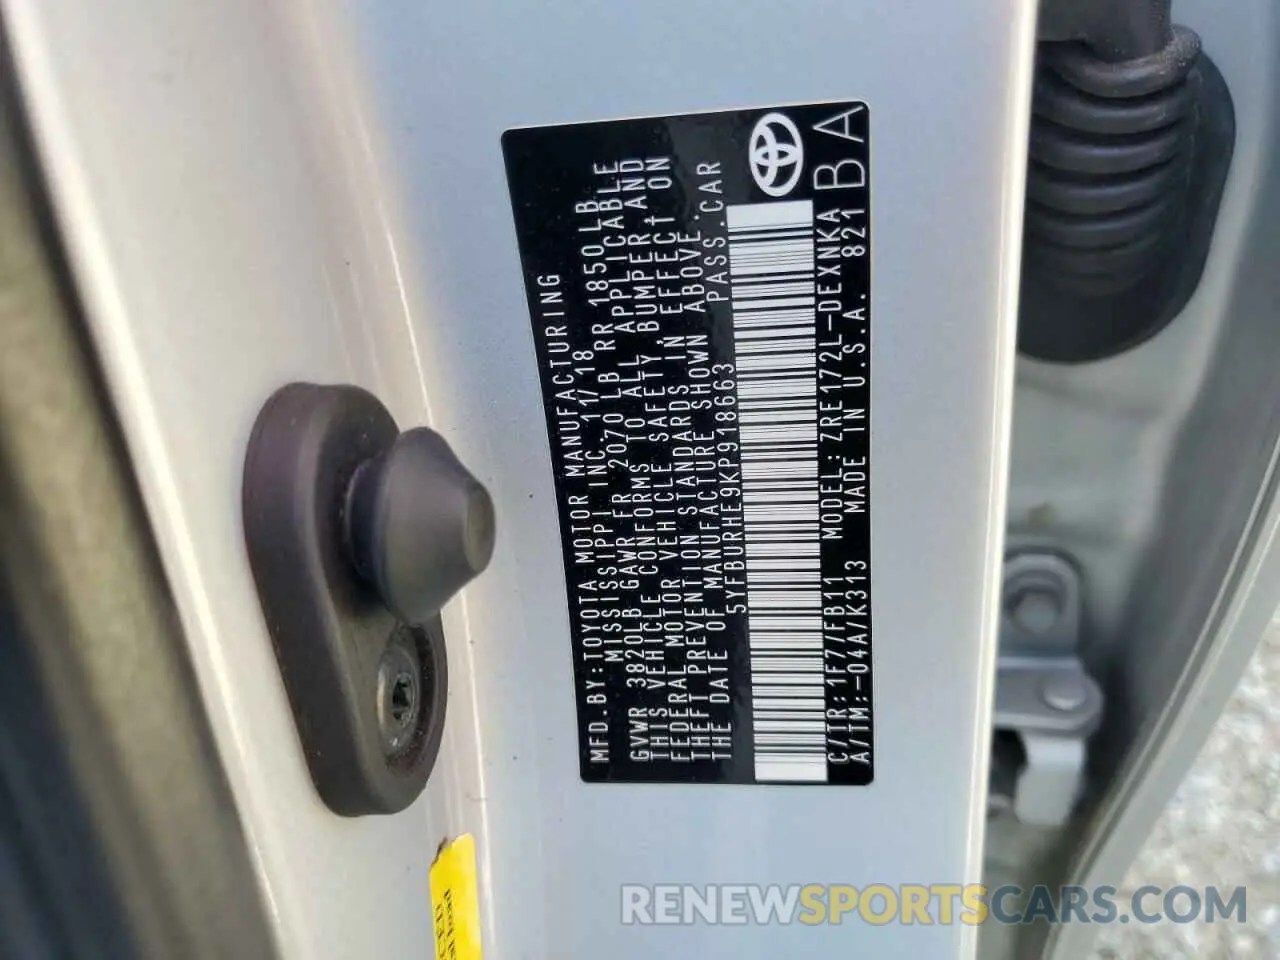 MFD.BY:TOYOTA MOTOR MANUFACTURING
MISSISSIPPI INC. 11/18
GVWR 3820LB GAWR FR 2070 LB RR 1850 LB
THIS VEHICLE CONFORMS TO ALL APPLICABLE
FEDERAL MOTOR VEHICLE SAFETY, BUMPER, AND
THEFT PREVENTION STANDARDS IN EFFECT ON
THE DATE OF MANUFACTURE SHOWN ABOVE.
5YFBURHE9KP918663 PASS.CAR
C/TR:1F7/FB11 MODEL:ZRE172L-DEXNKA
A/TM:-04A/K313 MADE IN U.S.A. 821
BA
RENEWSPORTSCARS.COM